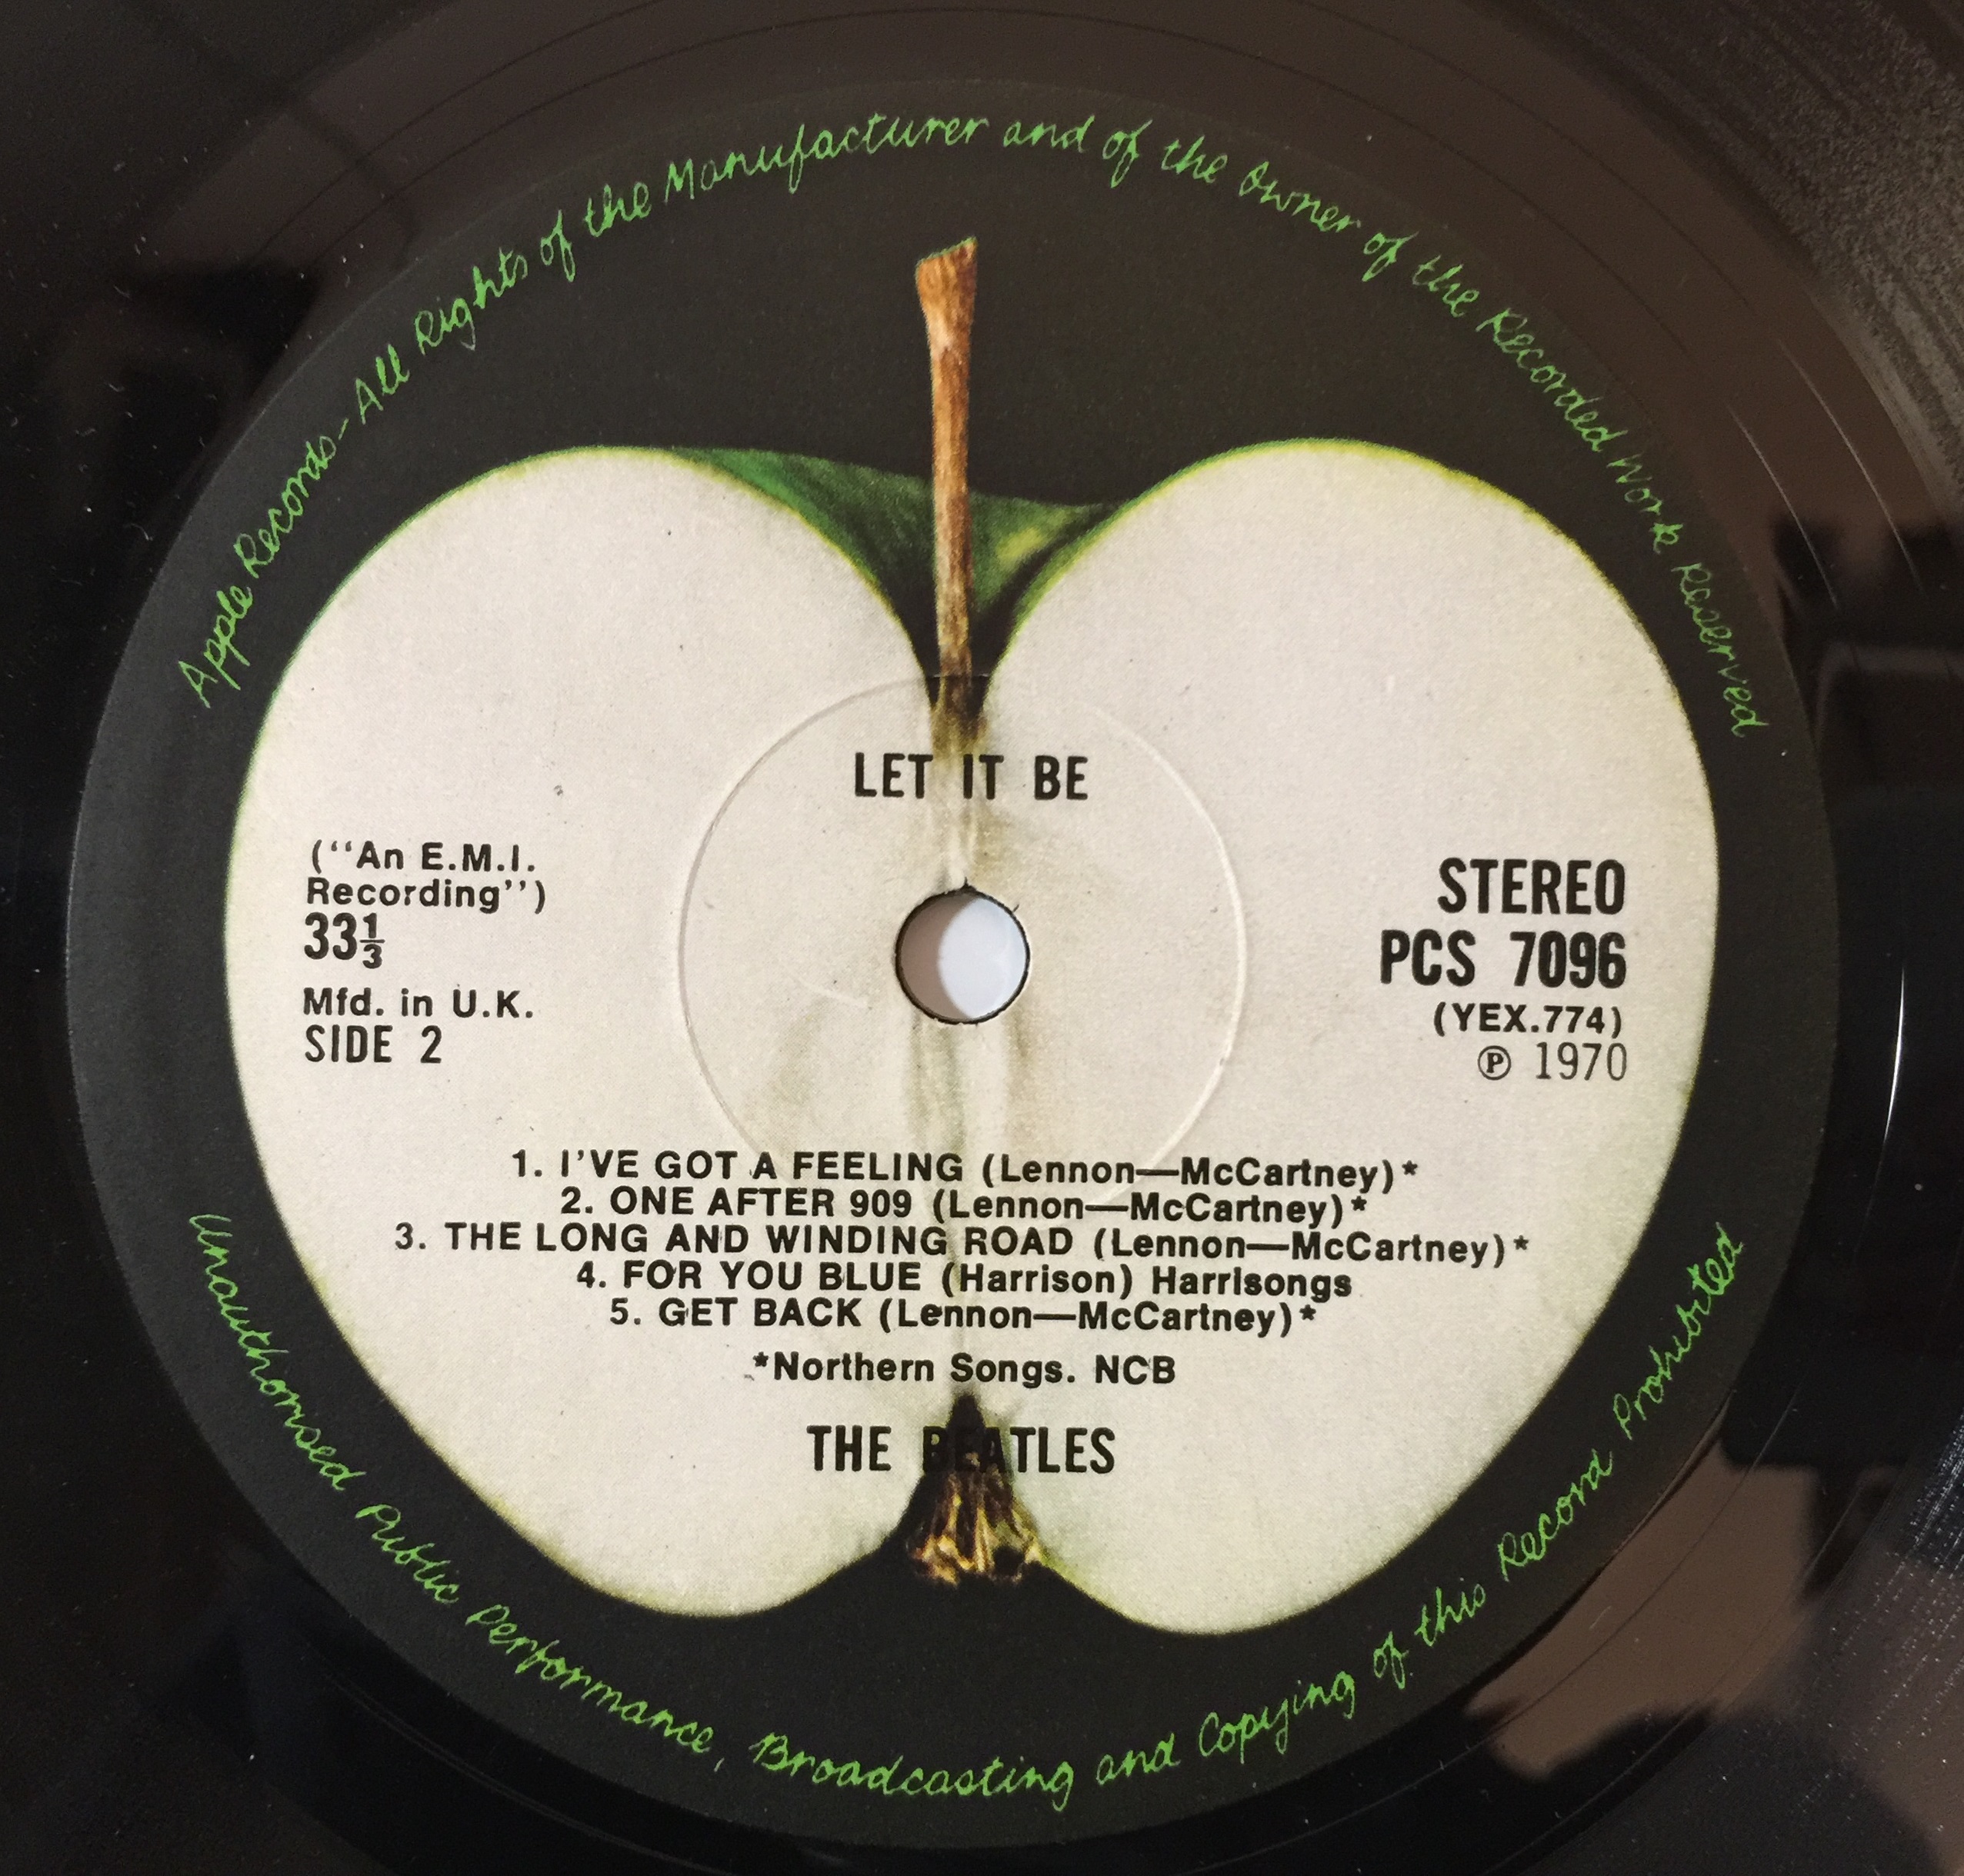 Apple Records-All Rights of the Manufacturer and of the Owner of the Recorded Work Reserved
LET IT BE
(“An E.M.I.
Recording”)
33⅓
Mfd. in U.K.
SIDE 2
STEREO
PCS 7096
(YEX.774)
℗ 1970
1. I'VE GOT A FEELING (Lennon—McCartney)*
2. ONE AFTER 909 (Lennon—McCartney)*
3. THE LONG AND WINDING ROAD (Lennon—McCartney)*
4. FOR YOU BLUE (Harrison) Harrisongs
5. GET BACK (Lennon—McCartney)*
*Northern Songs. NCB
THE BEATLES
Unauthorised Public Performance, Broadcasting and Copying of this Record Prohibited